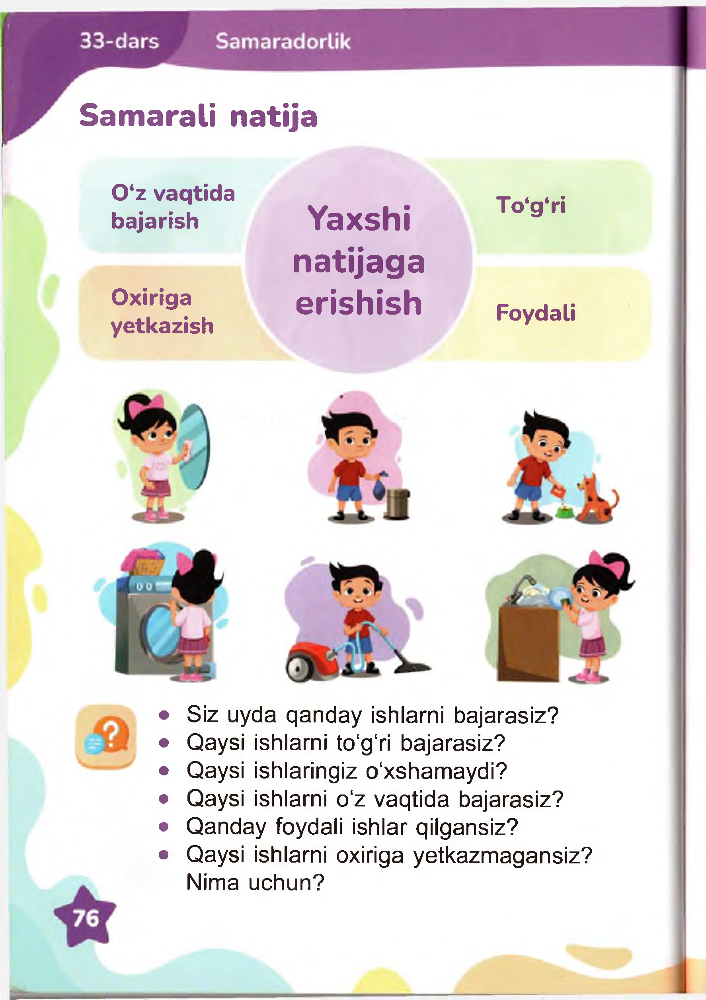 33-dars Samaradorlik
Samarali natija
O‘z vaqtida
bajarish
Yaxshi
natijaga
erishish
To‘g‘ri
Oxiriga
yetkazish
Foydali
• Siz uyda qanday ishlarni bajarasiz?
• Qaysi ishlarni to‘g‘ri bajarasiz?
• Qaysi ishlaringiz o‘xshamaydi?
• Qaysi ishlarni o‘z vaqtida bajarasiz?
• Qanday foydali ishlar qilgansiz?
• Qaysi ishlarni oxiriga yetkazmagansiz?
Nima uchun?
76